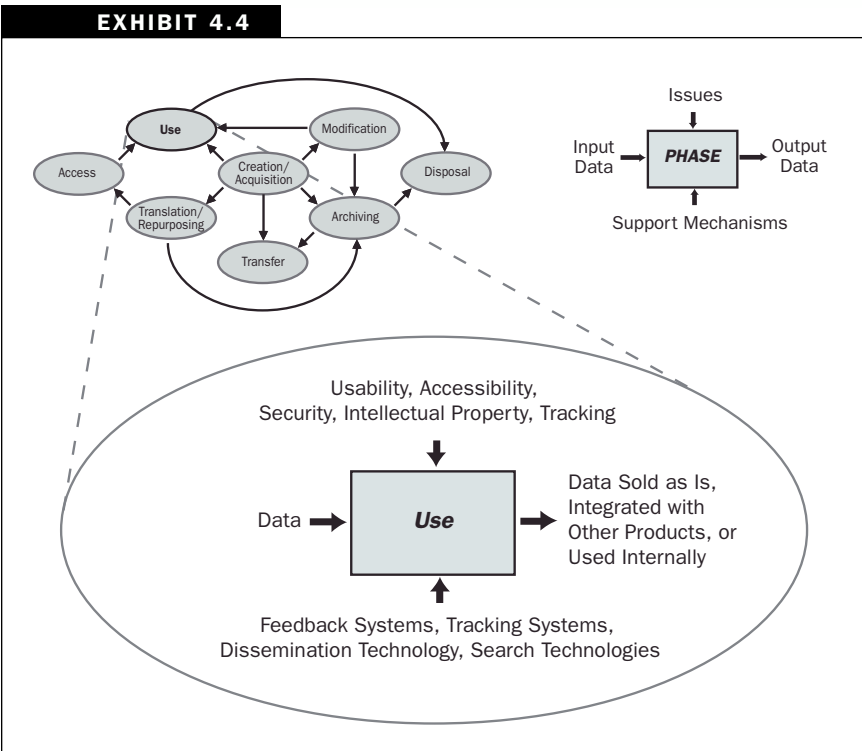 EXHIBIT 4.4
Use
Modification
Access
Creation/
Acquisition
Disposal
Translation/
Repurposing
Archiving
Transfer
Issues
Input
Data
PHASE
Output
Data
Support Mechanisms
Usability, Accessibility,
Security, Intellectual Property, Tracking
Data
Use
Data Sold as Is,
Integrated with
Other Products, or
Used Internally
Feedback Systems, Tracking Systems,
Dissemination Technology, Search Technologies